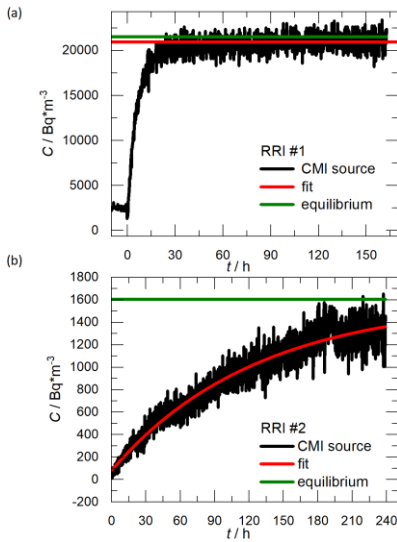 (a)
20000
15000
10000
5000
0
C / Bq*m⁻³
RRI #1
CMI source
fit
equilibrium
0 30 60 90 120 150
t / h
(b)
1800
1600
1400
1200
1000
800
600
400
200
0
-200
C / Bq*m⁻³
RRI #2
CMI source
fit
equilibrium
0 30 60 90 120 150 180 210 240
t / h